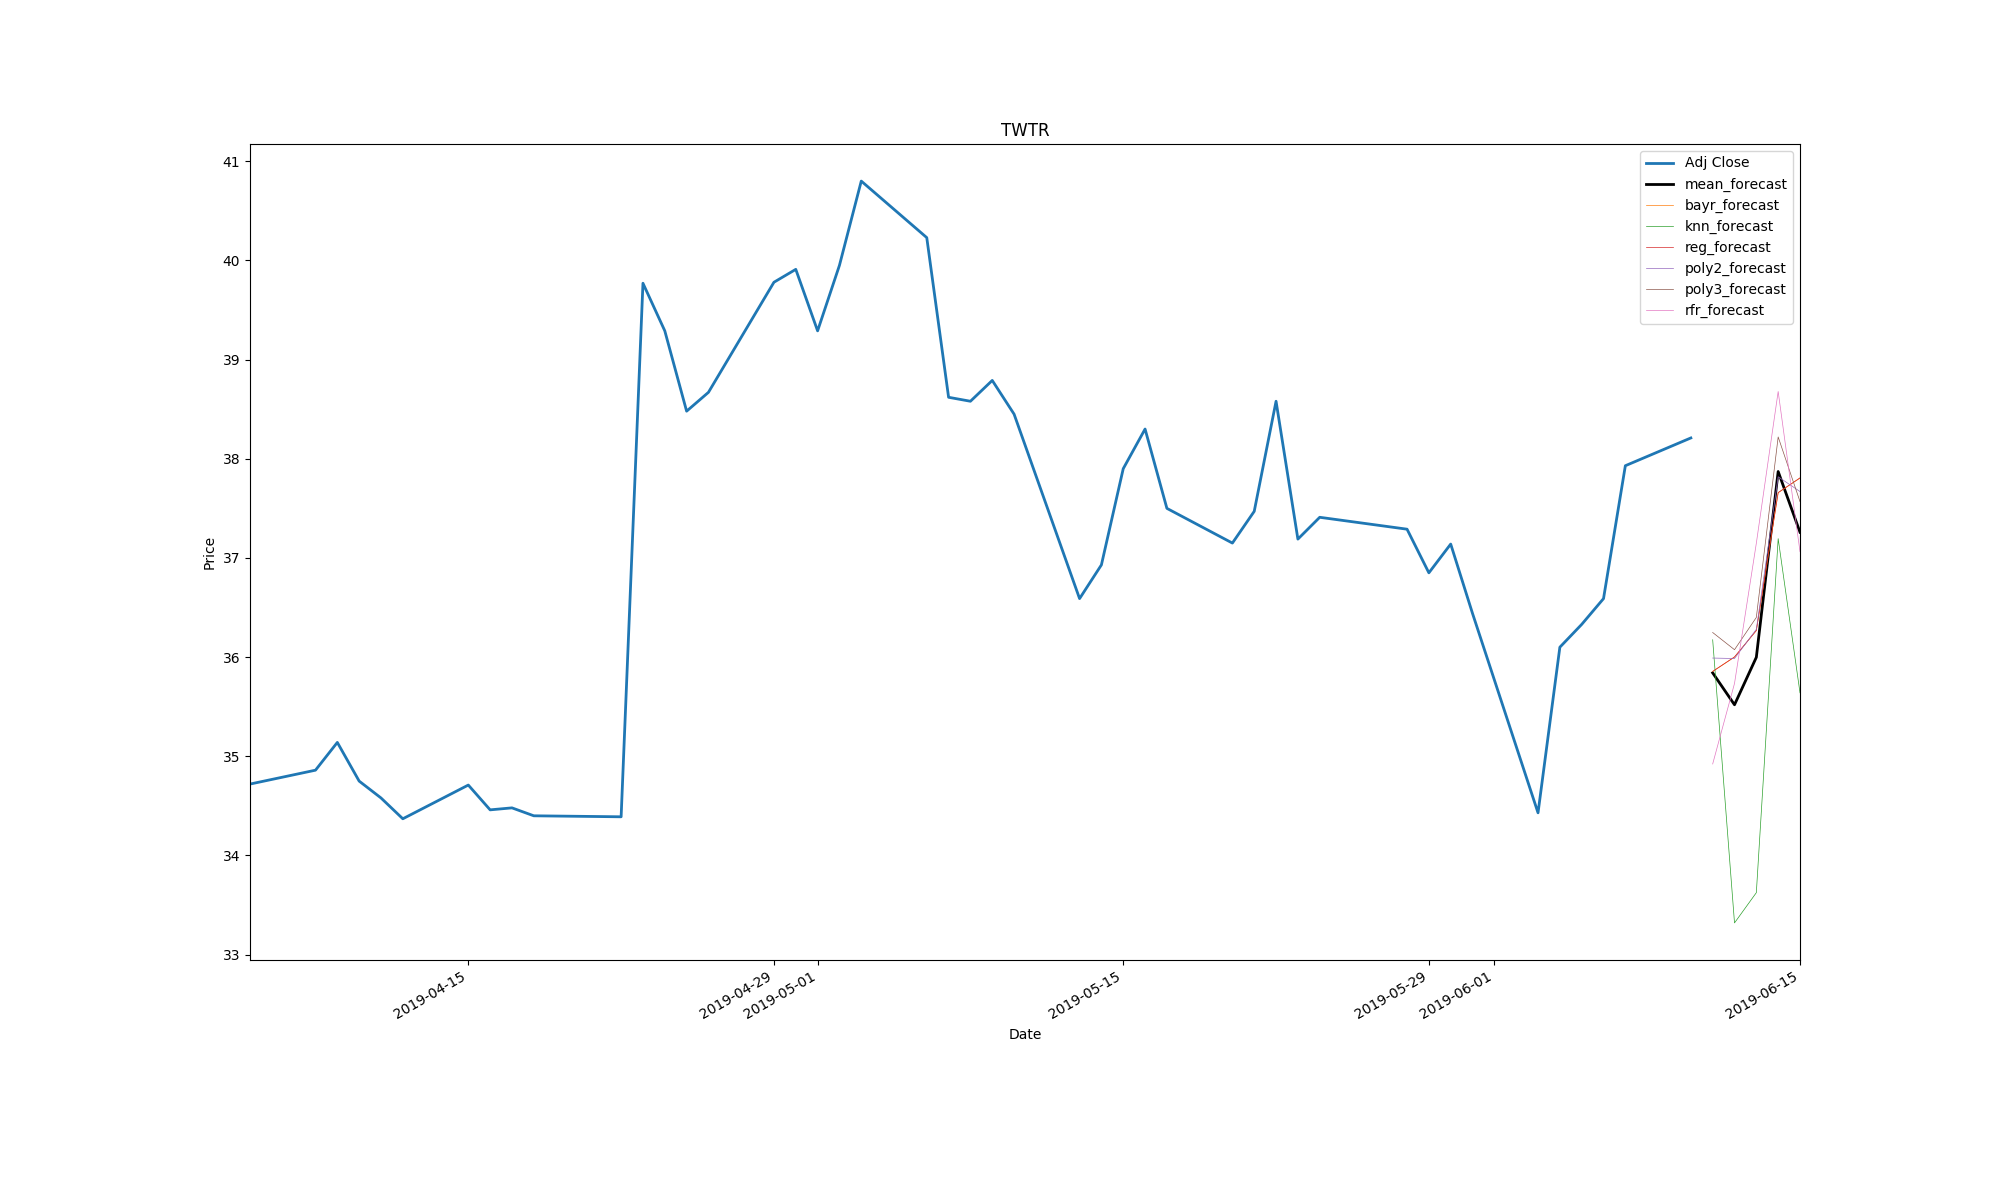 TWTR
41
40
39
38
37
36
35
34
33
Price
Adj Close
mean_forecast
bayr_forecast
knn_forecast
reg_forecast
poly2_forecast
poly3_forecast
rfr_forecast
2019-04-15
2019-04-29
2019-05-01
2019-05-15
2019-05-29
2019-06-01
2019-06-15
Date